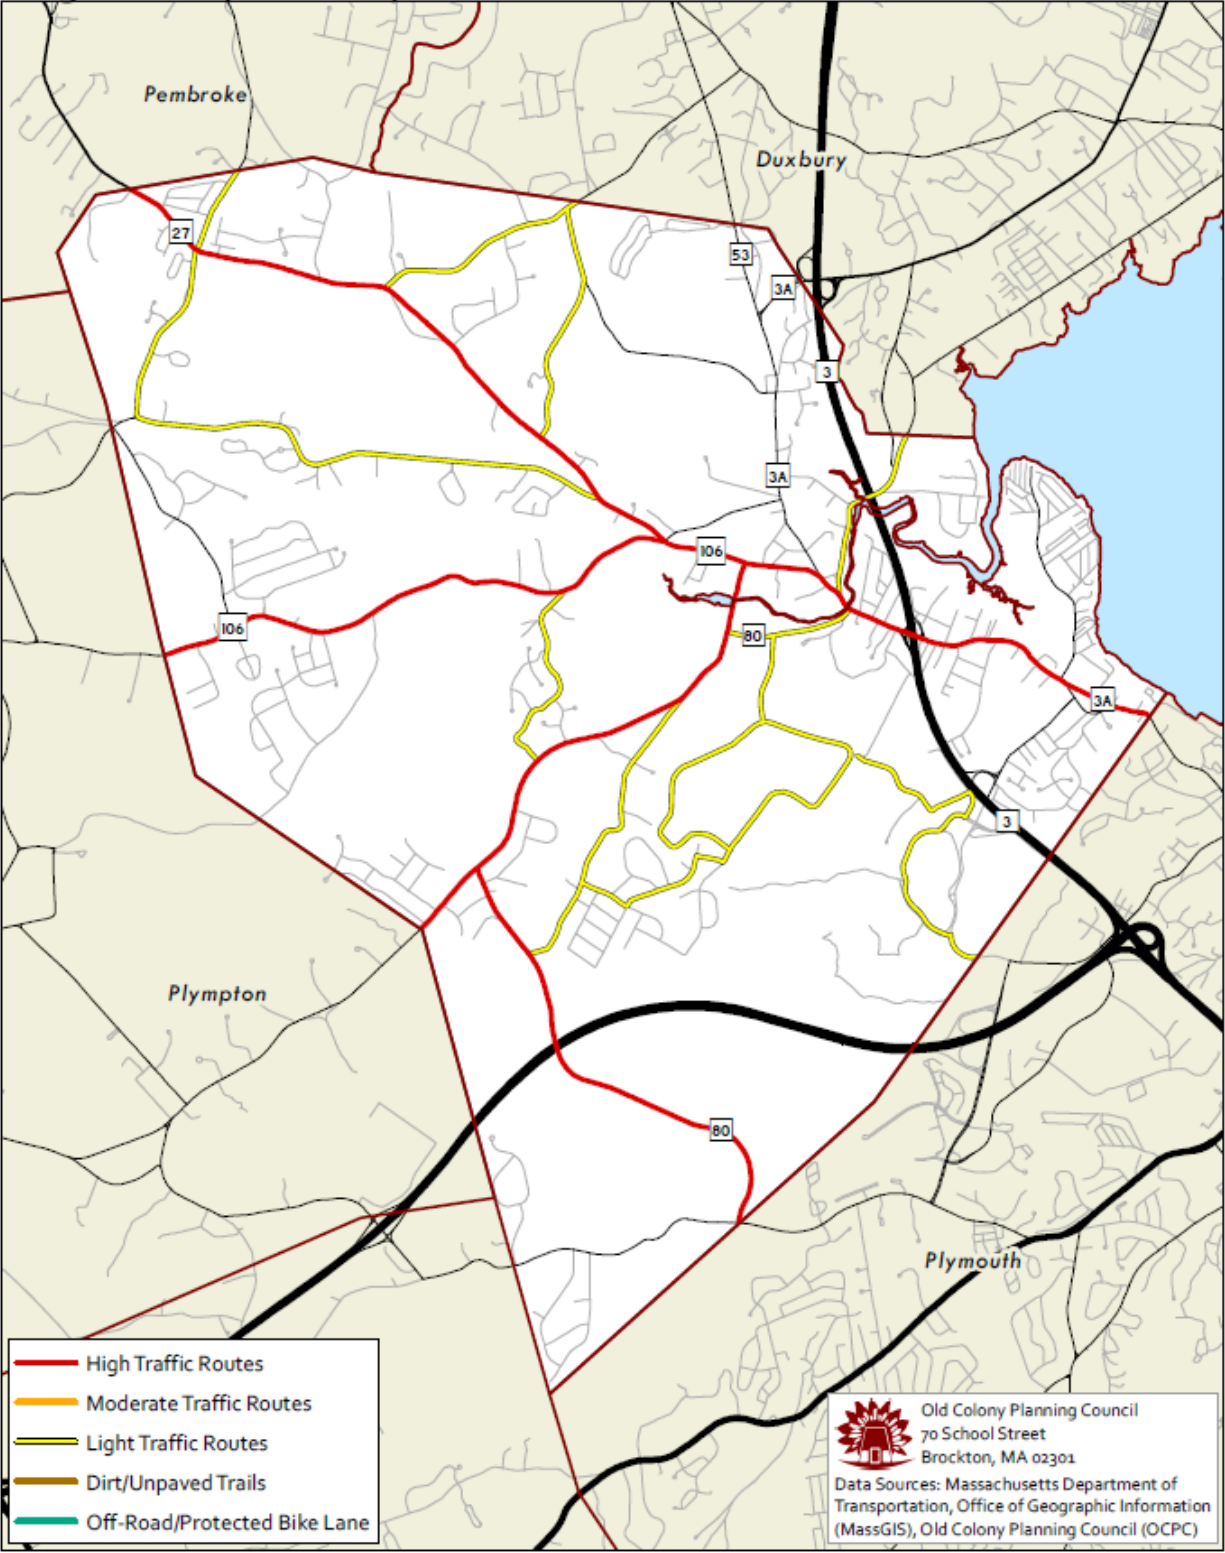 Pembroke
Duxbury
27
53
3A
3
3A
106
106
80
3A
3
Plympton
80
Plymouth
High Traffic Routes
Moderate Traffic Routes
Light Traffic Routes
Dirt/Unpaved Trails
Off-Road/Protected Bike Lane
Old Colony Planning Council
70 School Street
Brockton, MA 02301
Data Sources: Massachusetts Department of
Transportation, Office of Geographic Information
(MassGIS), Old Colony Planning Council (OCPC)